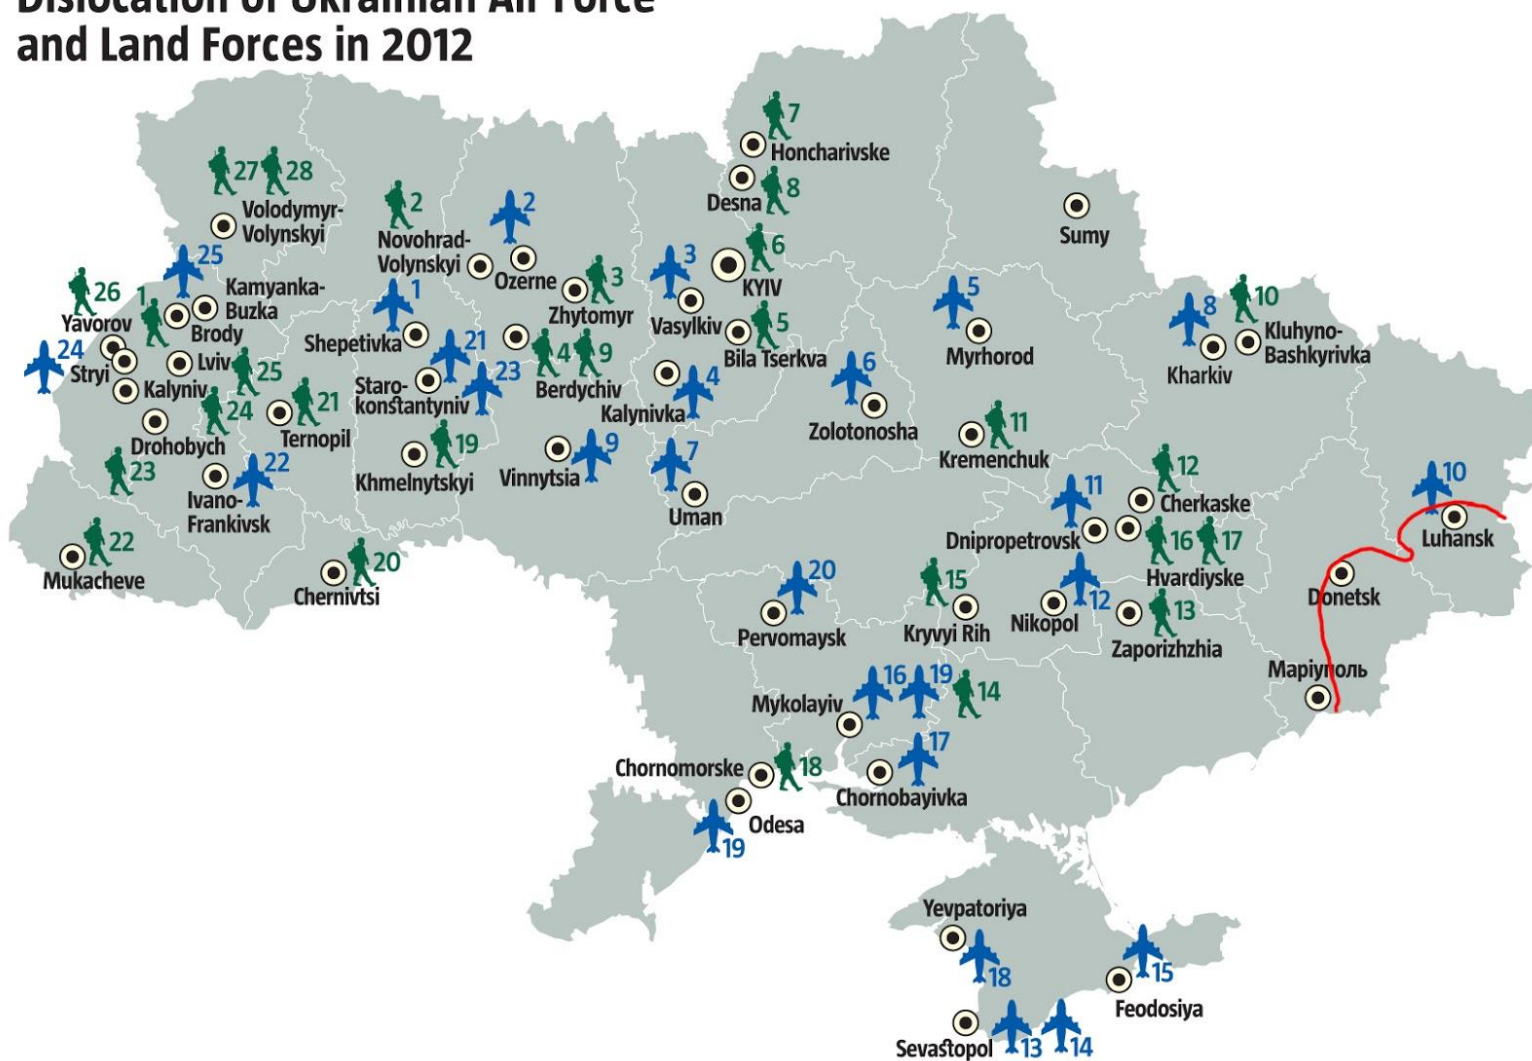 Dislocation of Ukrainian Air Force
and Land Forces in 2012
7
Honcharivske
27 28
Desna 8
Volodymyr-
Volynskyi
2
2
Sumy
Novohrad-
Volynskyi
6
KYIV
25
Ozerne
3
3
Kamyanka-
Buzka
26
1
1
5
8
10
Zhytomyr
Vasylkiv
5
Yavorov
Brody
Shepetivka
21
Kluhyno-
Bashkyrivka
24
Stryi
Lviv
4 9
Bila Tserkva
Myrhorod
Kharkiv
25
Staro-
konstantyniv
23
Berdychiv
6
Kalyniv
24
21
Kalynivka
4
Drohobych
Ternopil
Zolotonosha
11
23
19
9
7
Kremenchuk
12
22
Khmelnytskyi
Vinnytsia
10
Ivano-
Frankivsk
Uman
11
Cherkaske
22
Dnipropetrovsk
16 17
Luhansk
Mukacheve
20
Hvardiyske
Chernivtsi
20
15
12
Donetsk
Pervomaysk
Kryvyi Rih
Nikopol
13
Zaporizhzhia
16 19
14
Маріуполь
Mykolayiv
17
Chornomorske
18
Chornobayivka
Odesa
19
Yevpatoriya
18
15
Feodosiya
Sevastopol
13 14